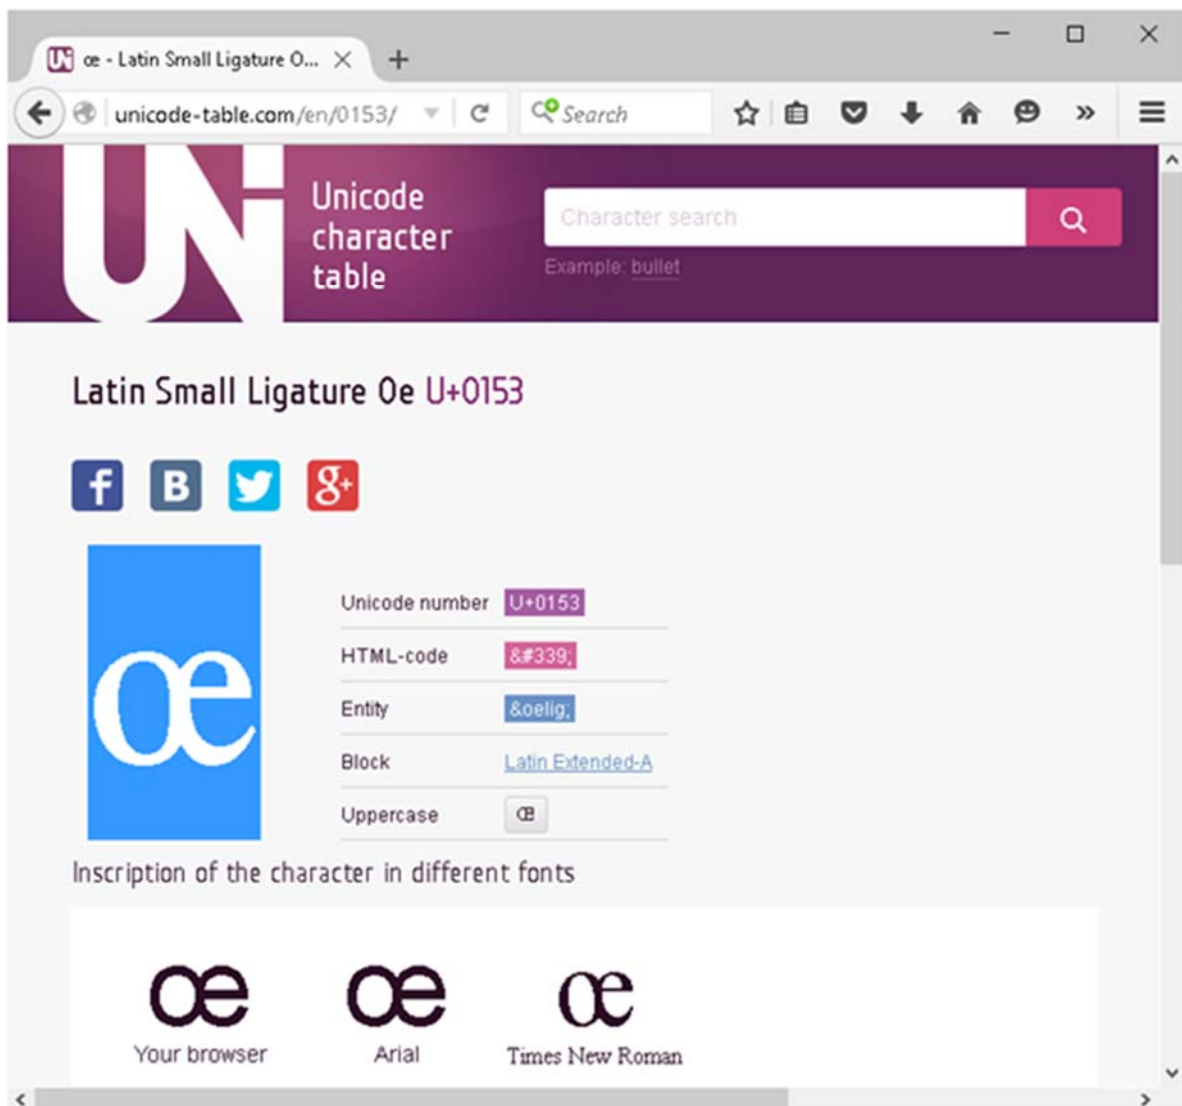 œ - Latin Small Ligature O...
unicode-table.com/en/0153/
Search
UNi
Unicode
character
table
Character search
Example: bullet
Latin Small Ligature Oe U+0153
f B g+
œ
Unicode number U+0153
HTML-code &#339;
Entity &oelig;
Block Latin Extended-A
Uppercase Œ
Inscription of the character in different fonts
œ œ œ
Your browser Arial Times New Roman